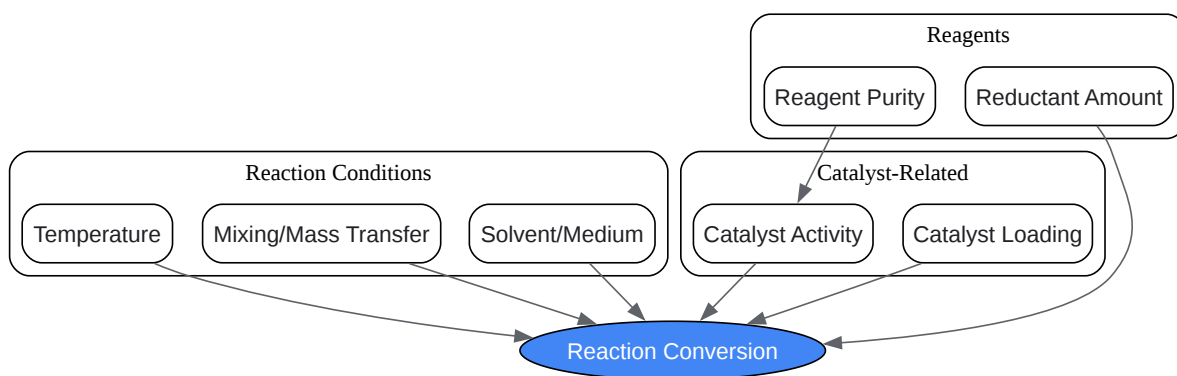 Reagents
Reagent Purity
Reductant Amount
Reaction Conditions
Catalyst-Related
Temperature
Mixing/Mass Transfer
Solvent/Medium
Catalyst Activity
Catalyst Loading
Reaction Conversion